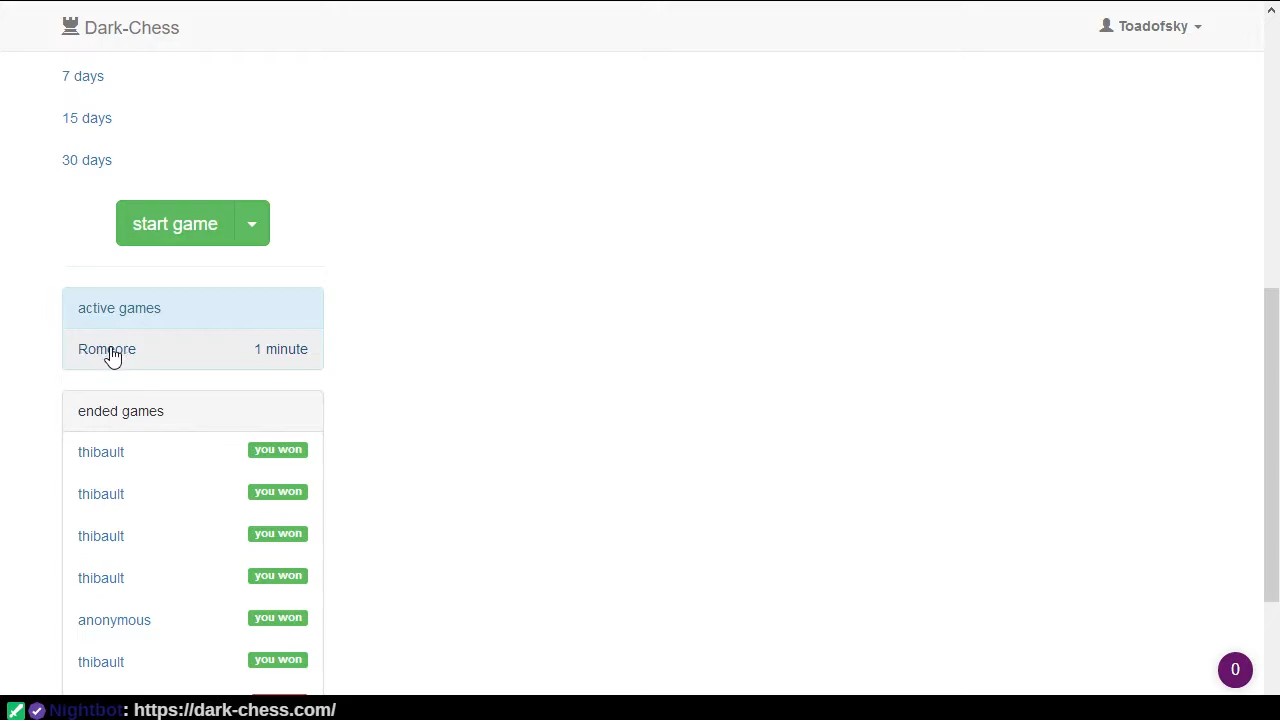 Dark-Chess
Toadofsky
7 days
15 days
30 days
start game
active games
1 minute
ended games
thibault you won
thibault you won
thibault you won
thibault you won
anonymous you won
thibault you won
0
Nightbot: https://dark-chess.com/